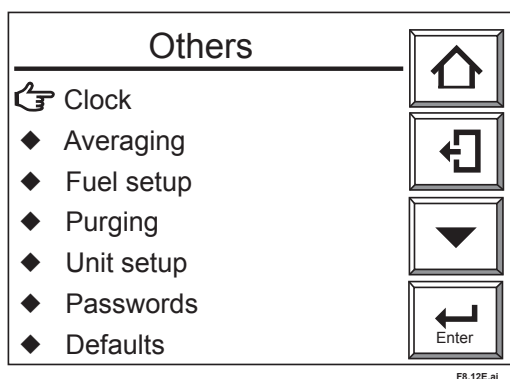 Others
Clock
Averaging
Fuel setup
Purging
Unit setup
Passwords
Defaults
Enter
F8.12E.ai